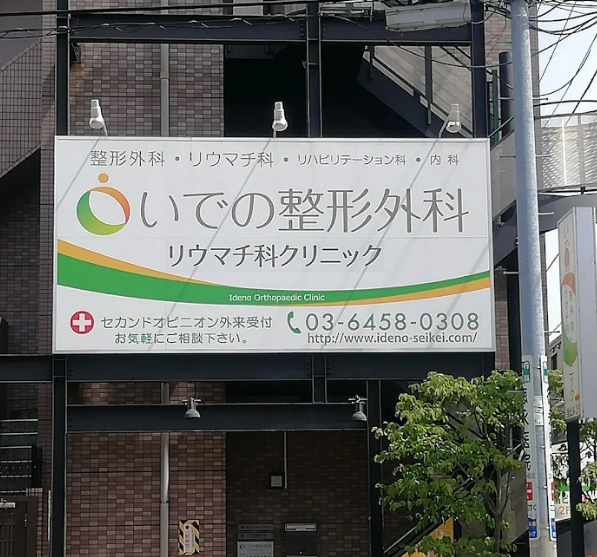 整形外科・リウマチ科・リハビリテーション科・内科
いでの整形外科
リウマチ科クリニック
Ideno Orthopaedic Clinic
セカンドオピニオン外来受付
お気軽にご相談下さい。
03-6458-0308
http://www.ideno-seikei.com/